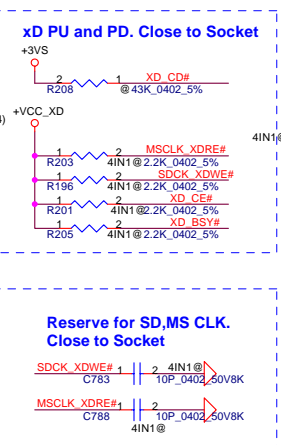 xD PU and PD. Close to Socket
+3VS
2 1 XD_CD#
R208 @ 43K_0402_5%
+VCC_XD
4)
4IN1@
1 2 MSCLK_XDRE#
R203 4IN1@ 2.2K_0402_5%
1 2 SDCK_XDWE#
R196 4IN1@ 2.2K_0402_5%
1 2 XD_CE#
R201 4IN1@ 2.2K_0402_5%
1 2 XD_BSY#
R205 4IN1@ 2.2K_0402_5%
Reserve for SD,MS CLK.
Close to Socket
SDCK_XDWE# 1 2 4IN1@
C783 10P_0402_50V8K
MSCLK_XDRE# 1 2
C788 10P_0402_50V8K
4IN1@